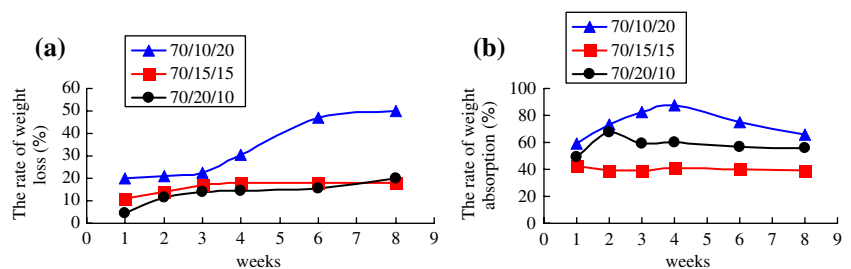 (a)
70/10/20
70/15/15
70/20/10
The rate of weight
loss (%)
60
50
40
30
20
10
0
0 1 2 3 4 5 6 7 8 9
weeks
(b)
70/10/20
70/15/15
70/20/10
The rate of weight
absorption (%)
100
80
60
40
20
0
0 1 2 3 4 5 6 7 8 9
weeks